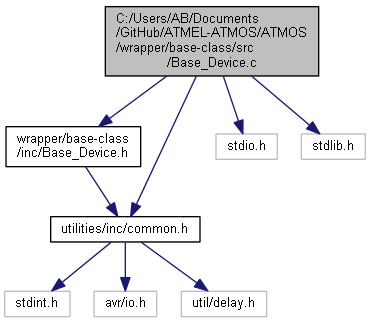 C:/Users/AB/Documents
/GitHub/ATMEL-ATMOS/ATMOS
/wrapper/base-class/src
/Base_Device.c
wrapper/base-class
/inc/Base_Device.h
stdio.h
stdlib.h
utilities/inc/common.h
stdint.h
avr/io.h
util/delay.h